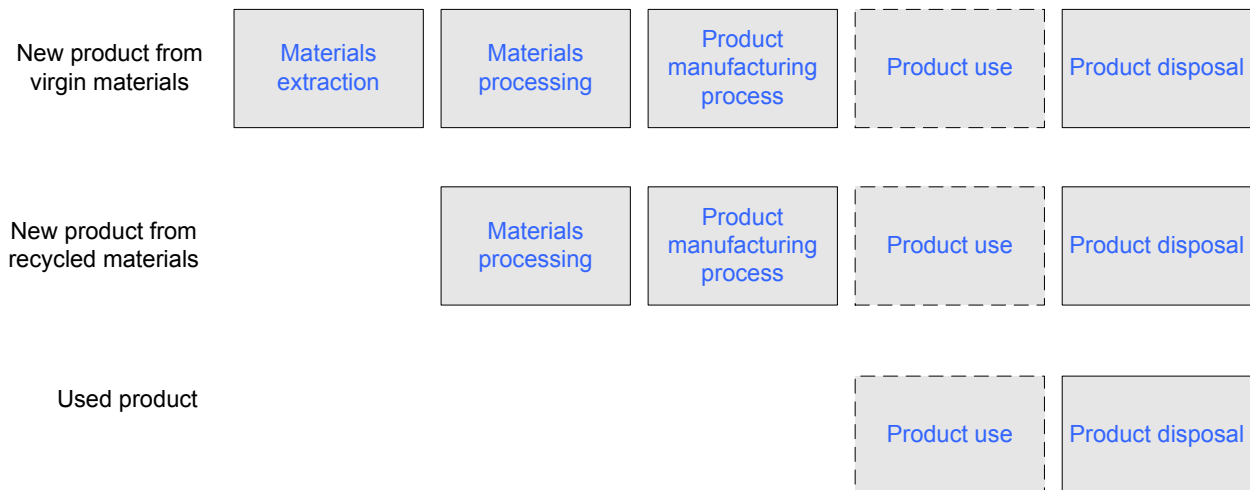 New product from
virgin materials
Materials
extraction
Materials
processing
Product
manufacturing
process
Product use
Product disposal
New product from
recycled materials
Materials
processing
Product
manufacturing
process
Product use
Product disposal
Used product
Product use
Product disposal